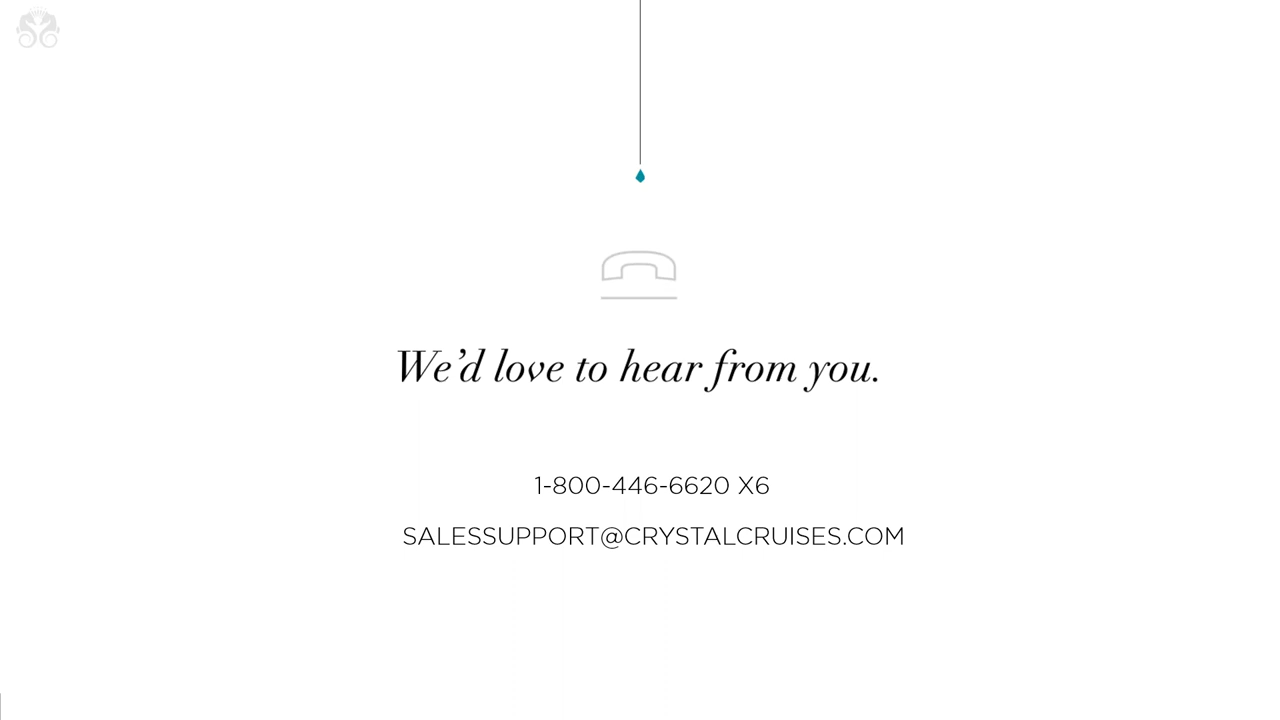 We’d love to hear from you.
1-800-446-6620 X6
SALESSUPPORT@CRYSTALCRUISES.COM